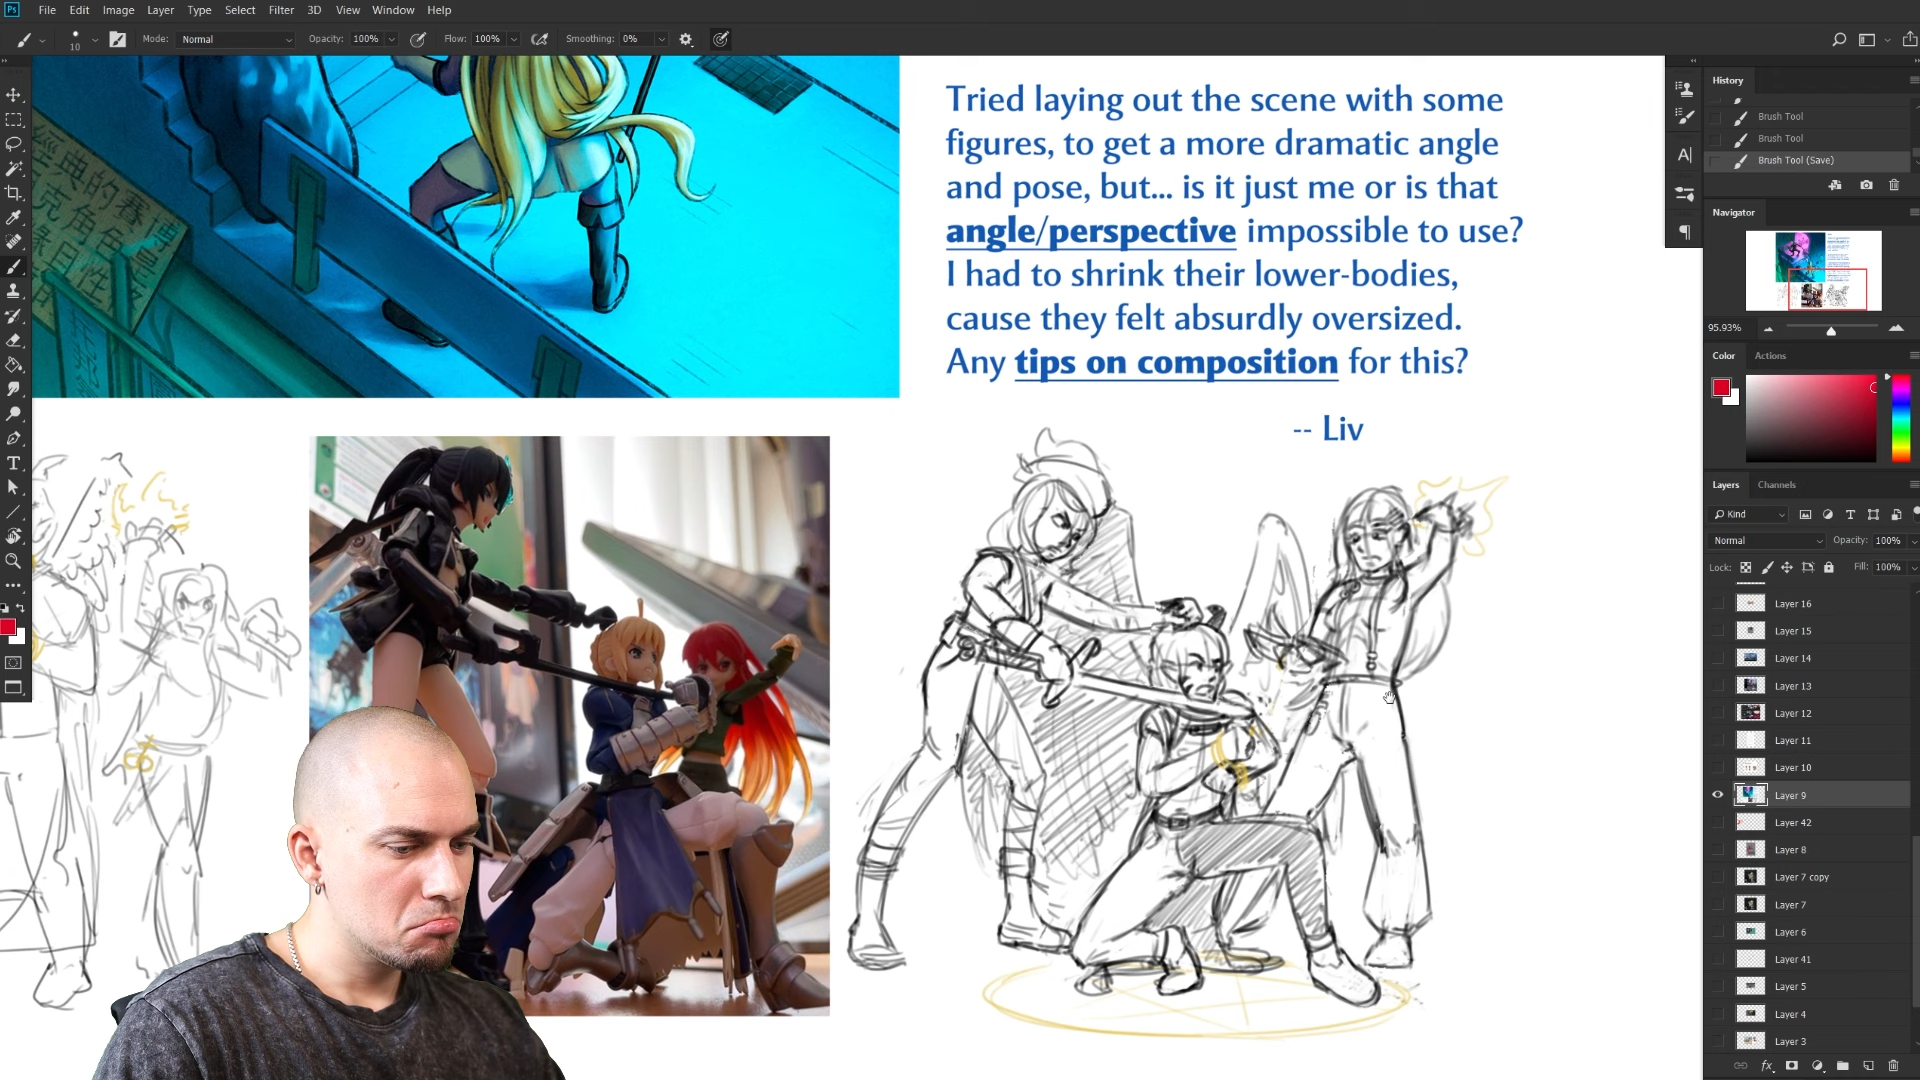 Ps File Edit Image Layer Type Select Filter 3D View Window Help
10 Mode: Normal Opacity: 100% Flow: 100% Smoothing: 0%
Tried laying out the scene with some
figures, to get a more dramatic angle
and pose, but... is it just me or is that
angle/perspective impossible to use?
I had to shrink their lower-bodies,
cause they felt absurdly oversized.
Any tips on composition for this?
-- Liv
History
Brush Tool
Brush Tool
Brush Tool (Save)
Navigator
95.93%
Color Actions
Layers Channels
Kind
Normal Opacity: 100%
Lock: Fill: 100%
Layer 16
Layer 15
Layer 14
Layer 13
Layer 12
Layer 11
Layer 10
Layer 9
Layer 42
Layer 8
Layer 7 copy
Layer 7
Layer 6
Layer 41
Layer 5
Layer 4
Layer 3